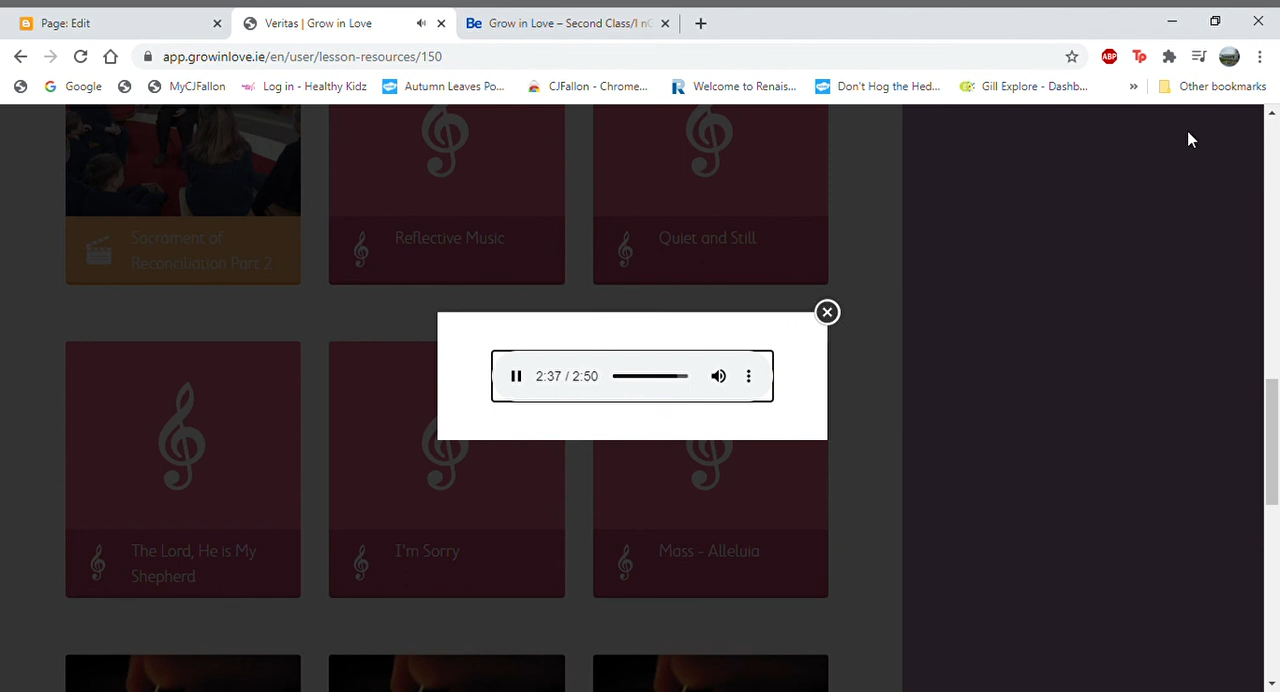 Page: Edit
Veritas | Grow in Love
Be Grow in Love – Second Class/I n
app.growinlove.ie/en/user/lesson-resources/150
ABP
Tp
Google
MyCJFallon
Log in - Healthy Kidz
Autumn Leaves Po...
CJFallon - Chrome...
Welcome to Renais...
Don't Hog the Hed...
Gill Explore - Dashb...
»
Other bookmarks
Sacrament of
Reconciliation Part 2
Reflective Music
Quiet and Still
2:37 / 2:50
The Lord, He is My
Shepherd
I'm Sorry
Mass - Alleluia